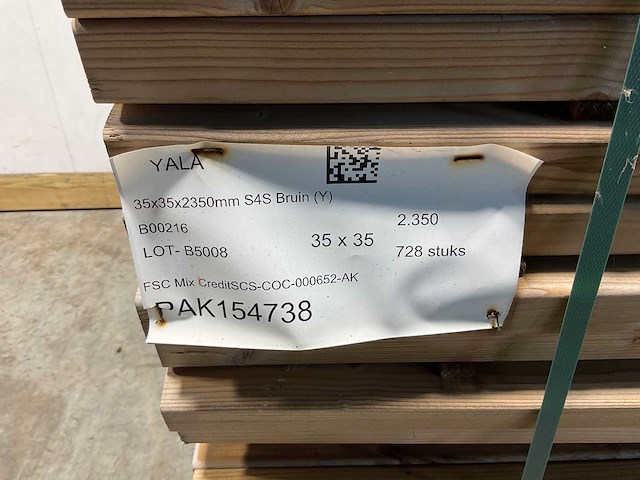 YALA
35x35x2350mm S4S Bruin (Y)
B00216 2.350
LOT- B5008 35 x 35 728 stuks
FSC Mix CreditSCS-COC-000652-AK
PAK154738